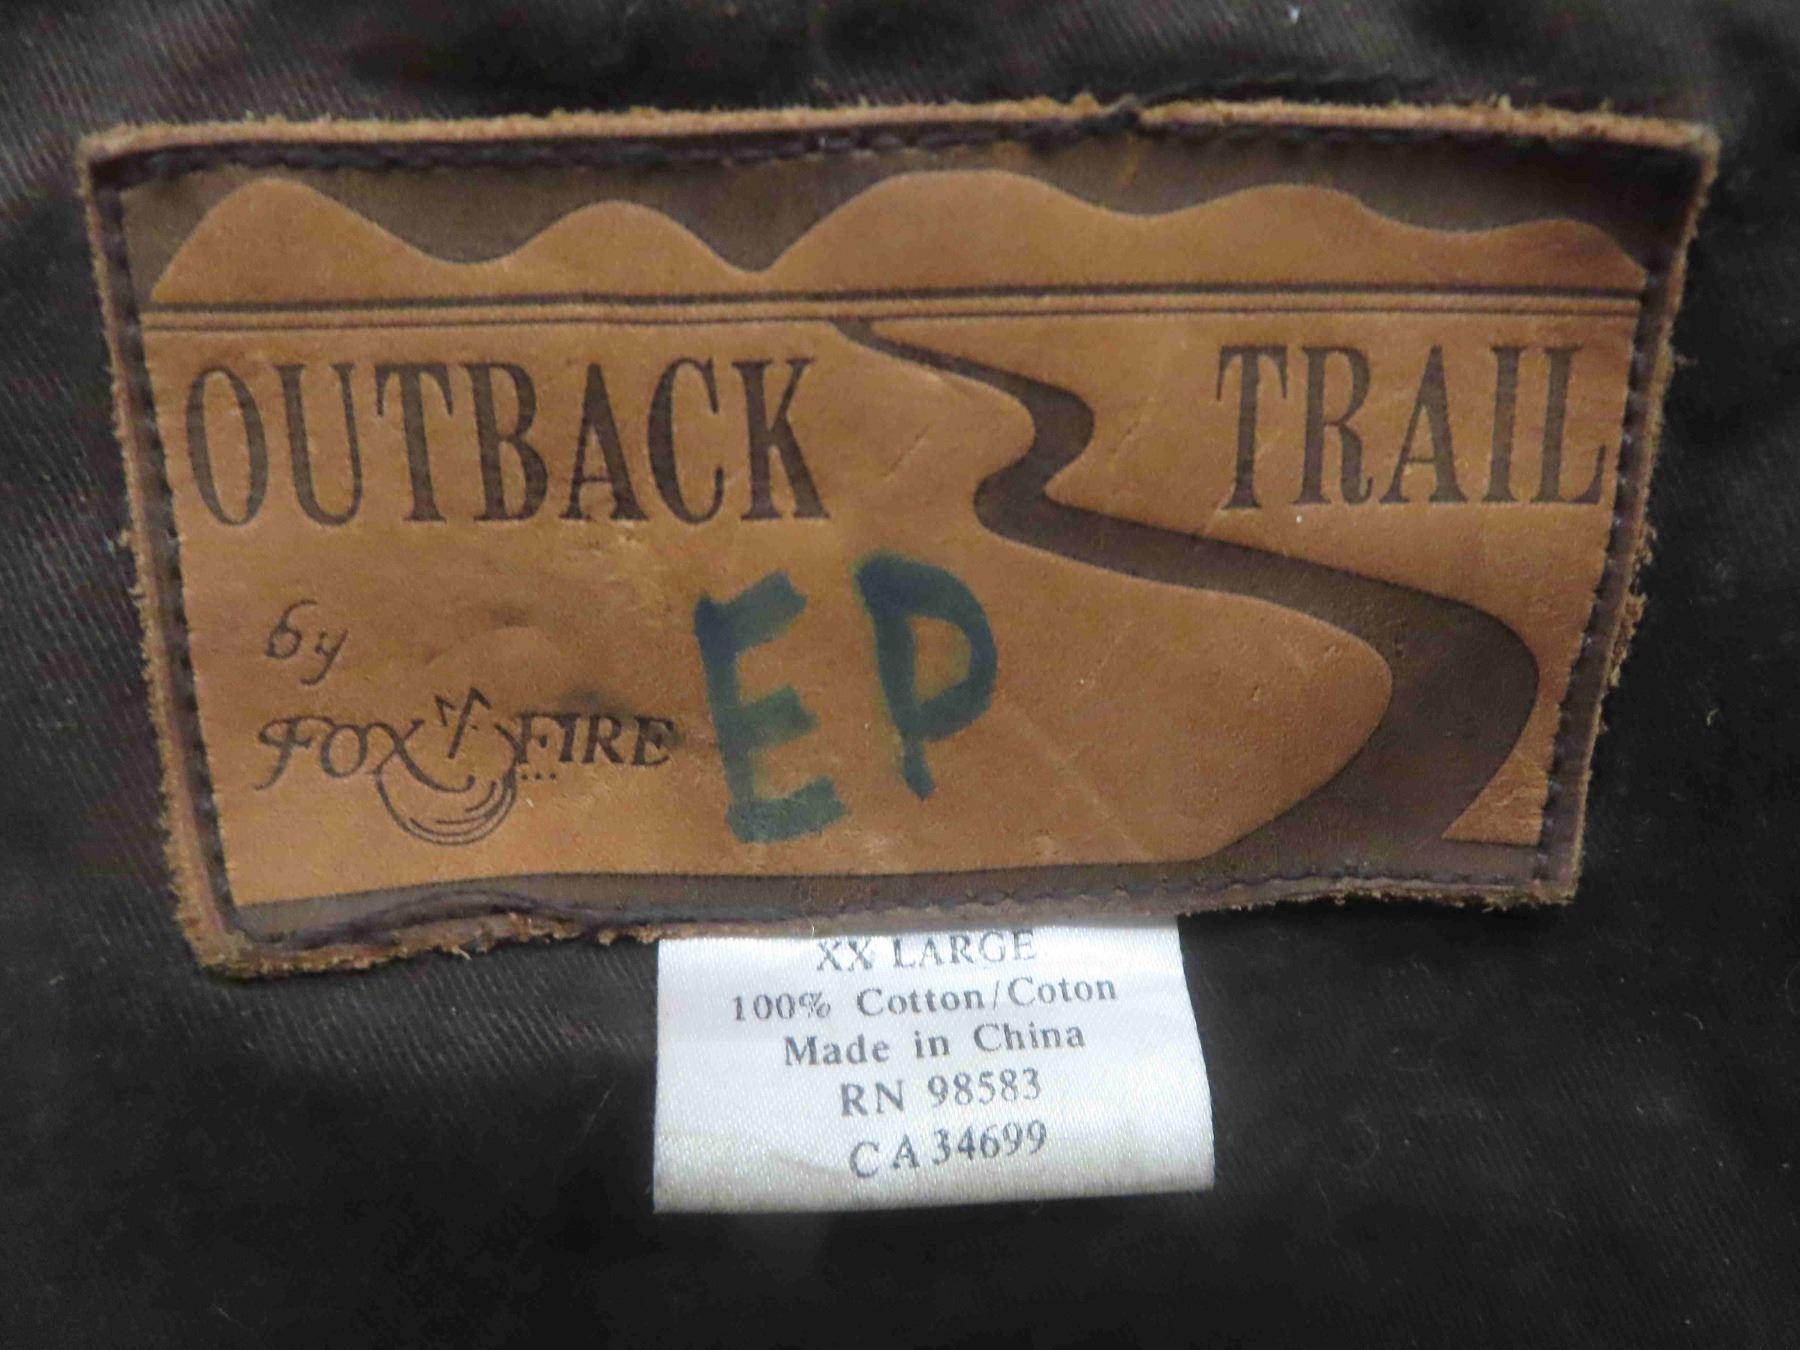 OUTBACK TRAIL
by
FOX N FIRE
EP
XX LARGE
100% Cotton/Coton
Made in China
RN 98583
CA 34699